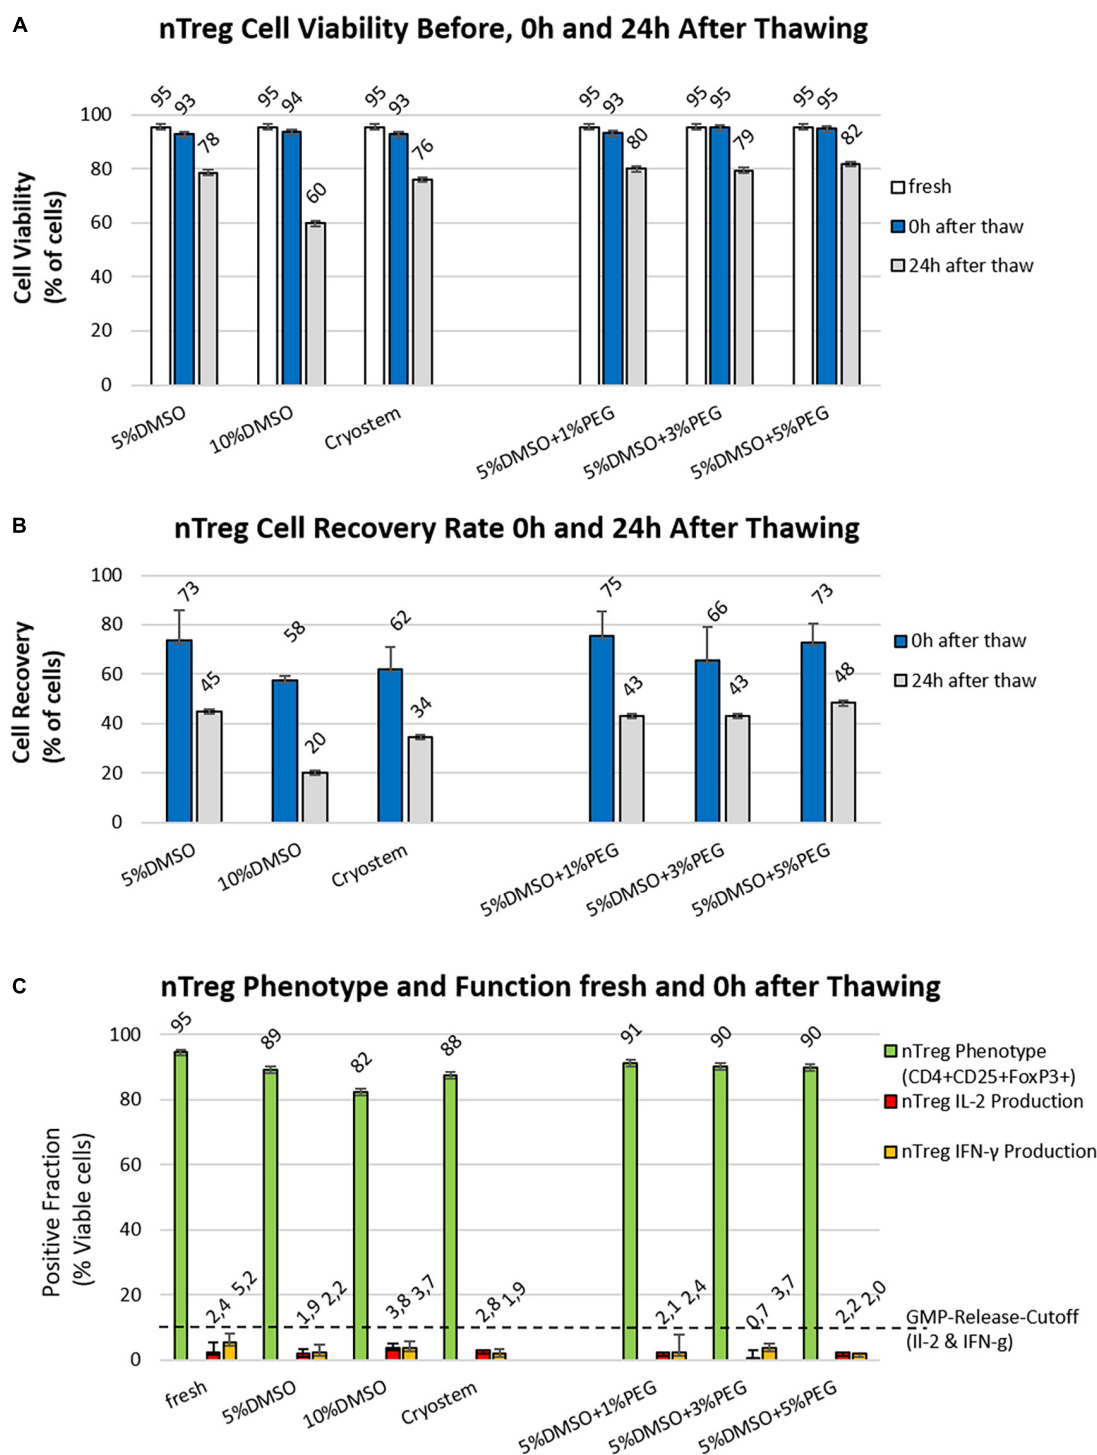 A
nTreg Cell Viability Before, 0h and 24h After Thawing
95 93 78 95 94 60 95 93 76 95 93 80 95 95 79 95 95 82
100
80
60
40
20
0
Cell Viability
(% of cells)
fresh
0h after thaw
24h after thaw
5%DMSO
10%DMSO
Cryostem
5%DMSO+1%PEG
5%DMSO+3%PEG
5%DMSO+5%PEG
B
nTreg Cell Recovery Rate 0h and 24h After Thawing
73 45 58 20 62 34 75 43 66 43 73 48
100
80
60
40
20
0
Cell Recovery
(% of cells)
0h after thaw
24h after thaw
5%DMSO
10%DMSO
Cryostem
5%DMSO+1%PEG
5%DMSO+3%PEG
5%DMSO+5%PEG
C
nTreg Phenotype and Function fresh and 0h after Thawing
95 89 82 88 91 90 90
100
80
60
40
20
0
Positive Fraction
(% Viable cells)
nTreg Phenotype
(CD4+CD25+FoxP3+)
nTreg IL-2 Production
nTreg IFN-γ Production
2,4 5,2 1,9 2,2 3,8 3,7 2,8 1,9 2,1 2,4 0,7 3,7 2,2 2,0
GMP-Release-Cutoff
(Il-2 & IFN-g)
fresh
5%DMSO
10%DMSO
Cryostem
5%DMSO+1%PEG
5%DMSO+3%PEG
5%DMSO+5%PEG